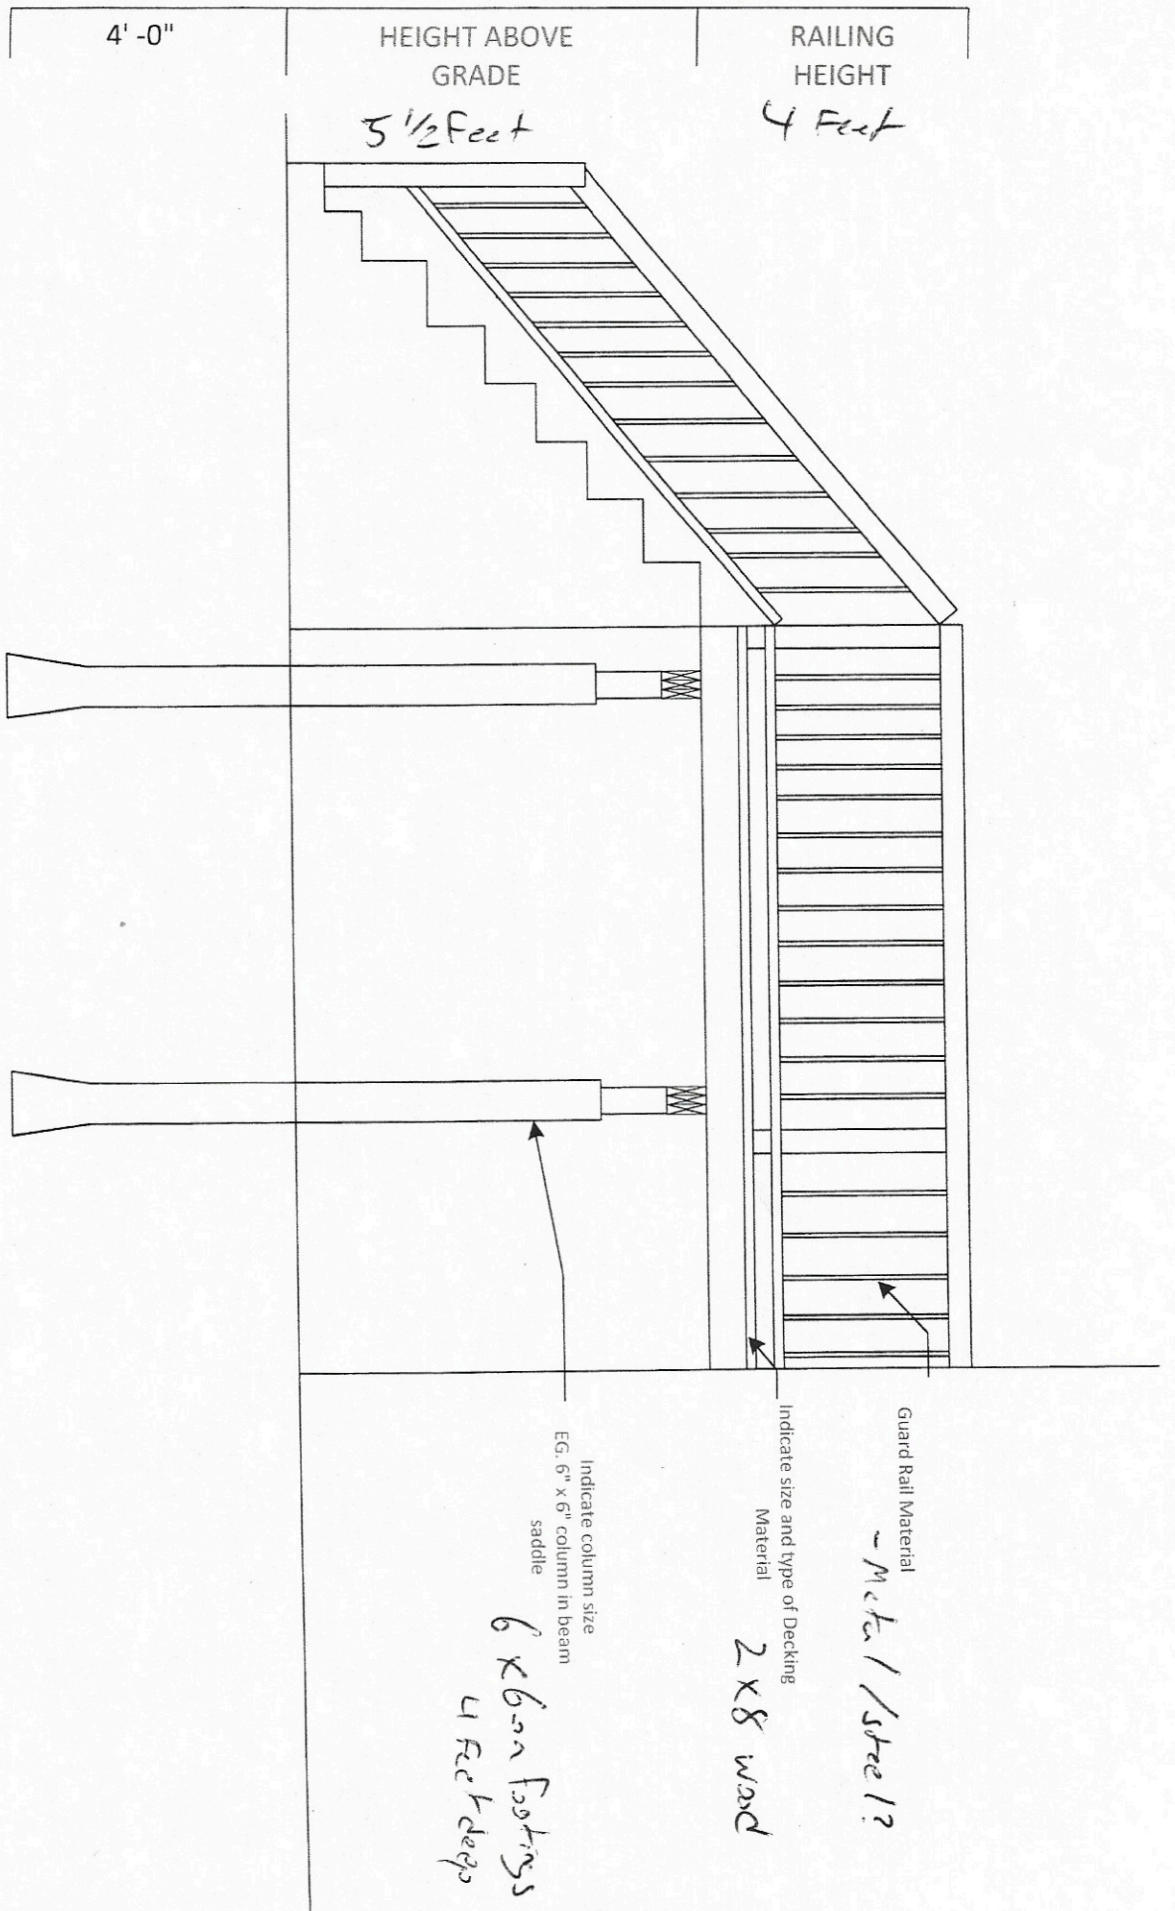 4' -0"
HEIGHT ABOVE
GRADE
5 1/2 Feet
RAILING
HEIGHT
4 Feet
Guard Rail Material
- Metal / steel?
Indicate size and type of Decking
Material
2 x 8 wood
Indicate column size
EG. 6" x 6" column in beam
saddle
6 x 6 on footings
4 Feet deep